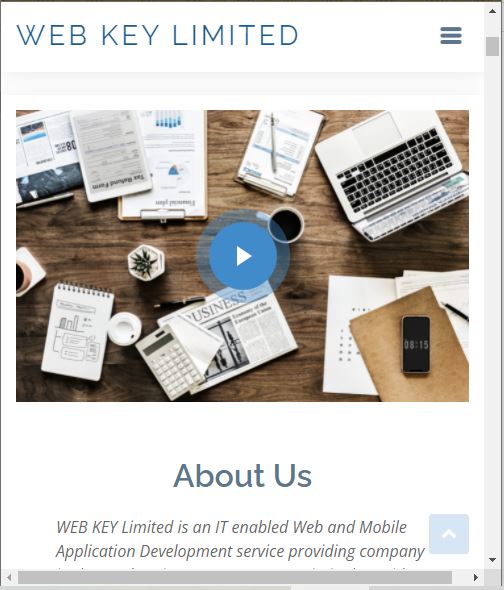 WEB KEY LIMITED
Tax Refund Form
Financial plan
BUSINESS
Economy of the
European Union
08:15
About Us
WEB KEY Limited is an IT enabled Web and Mobile
Application Development service providing company